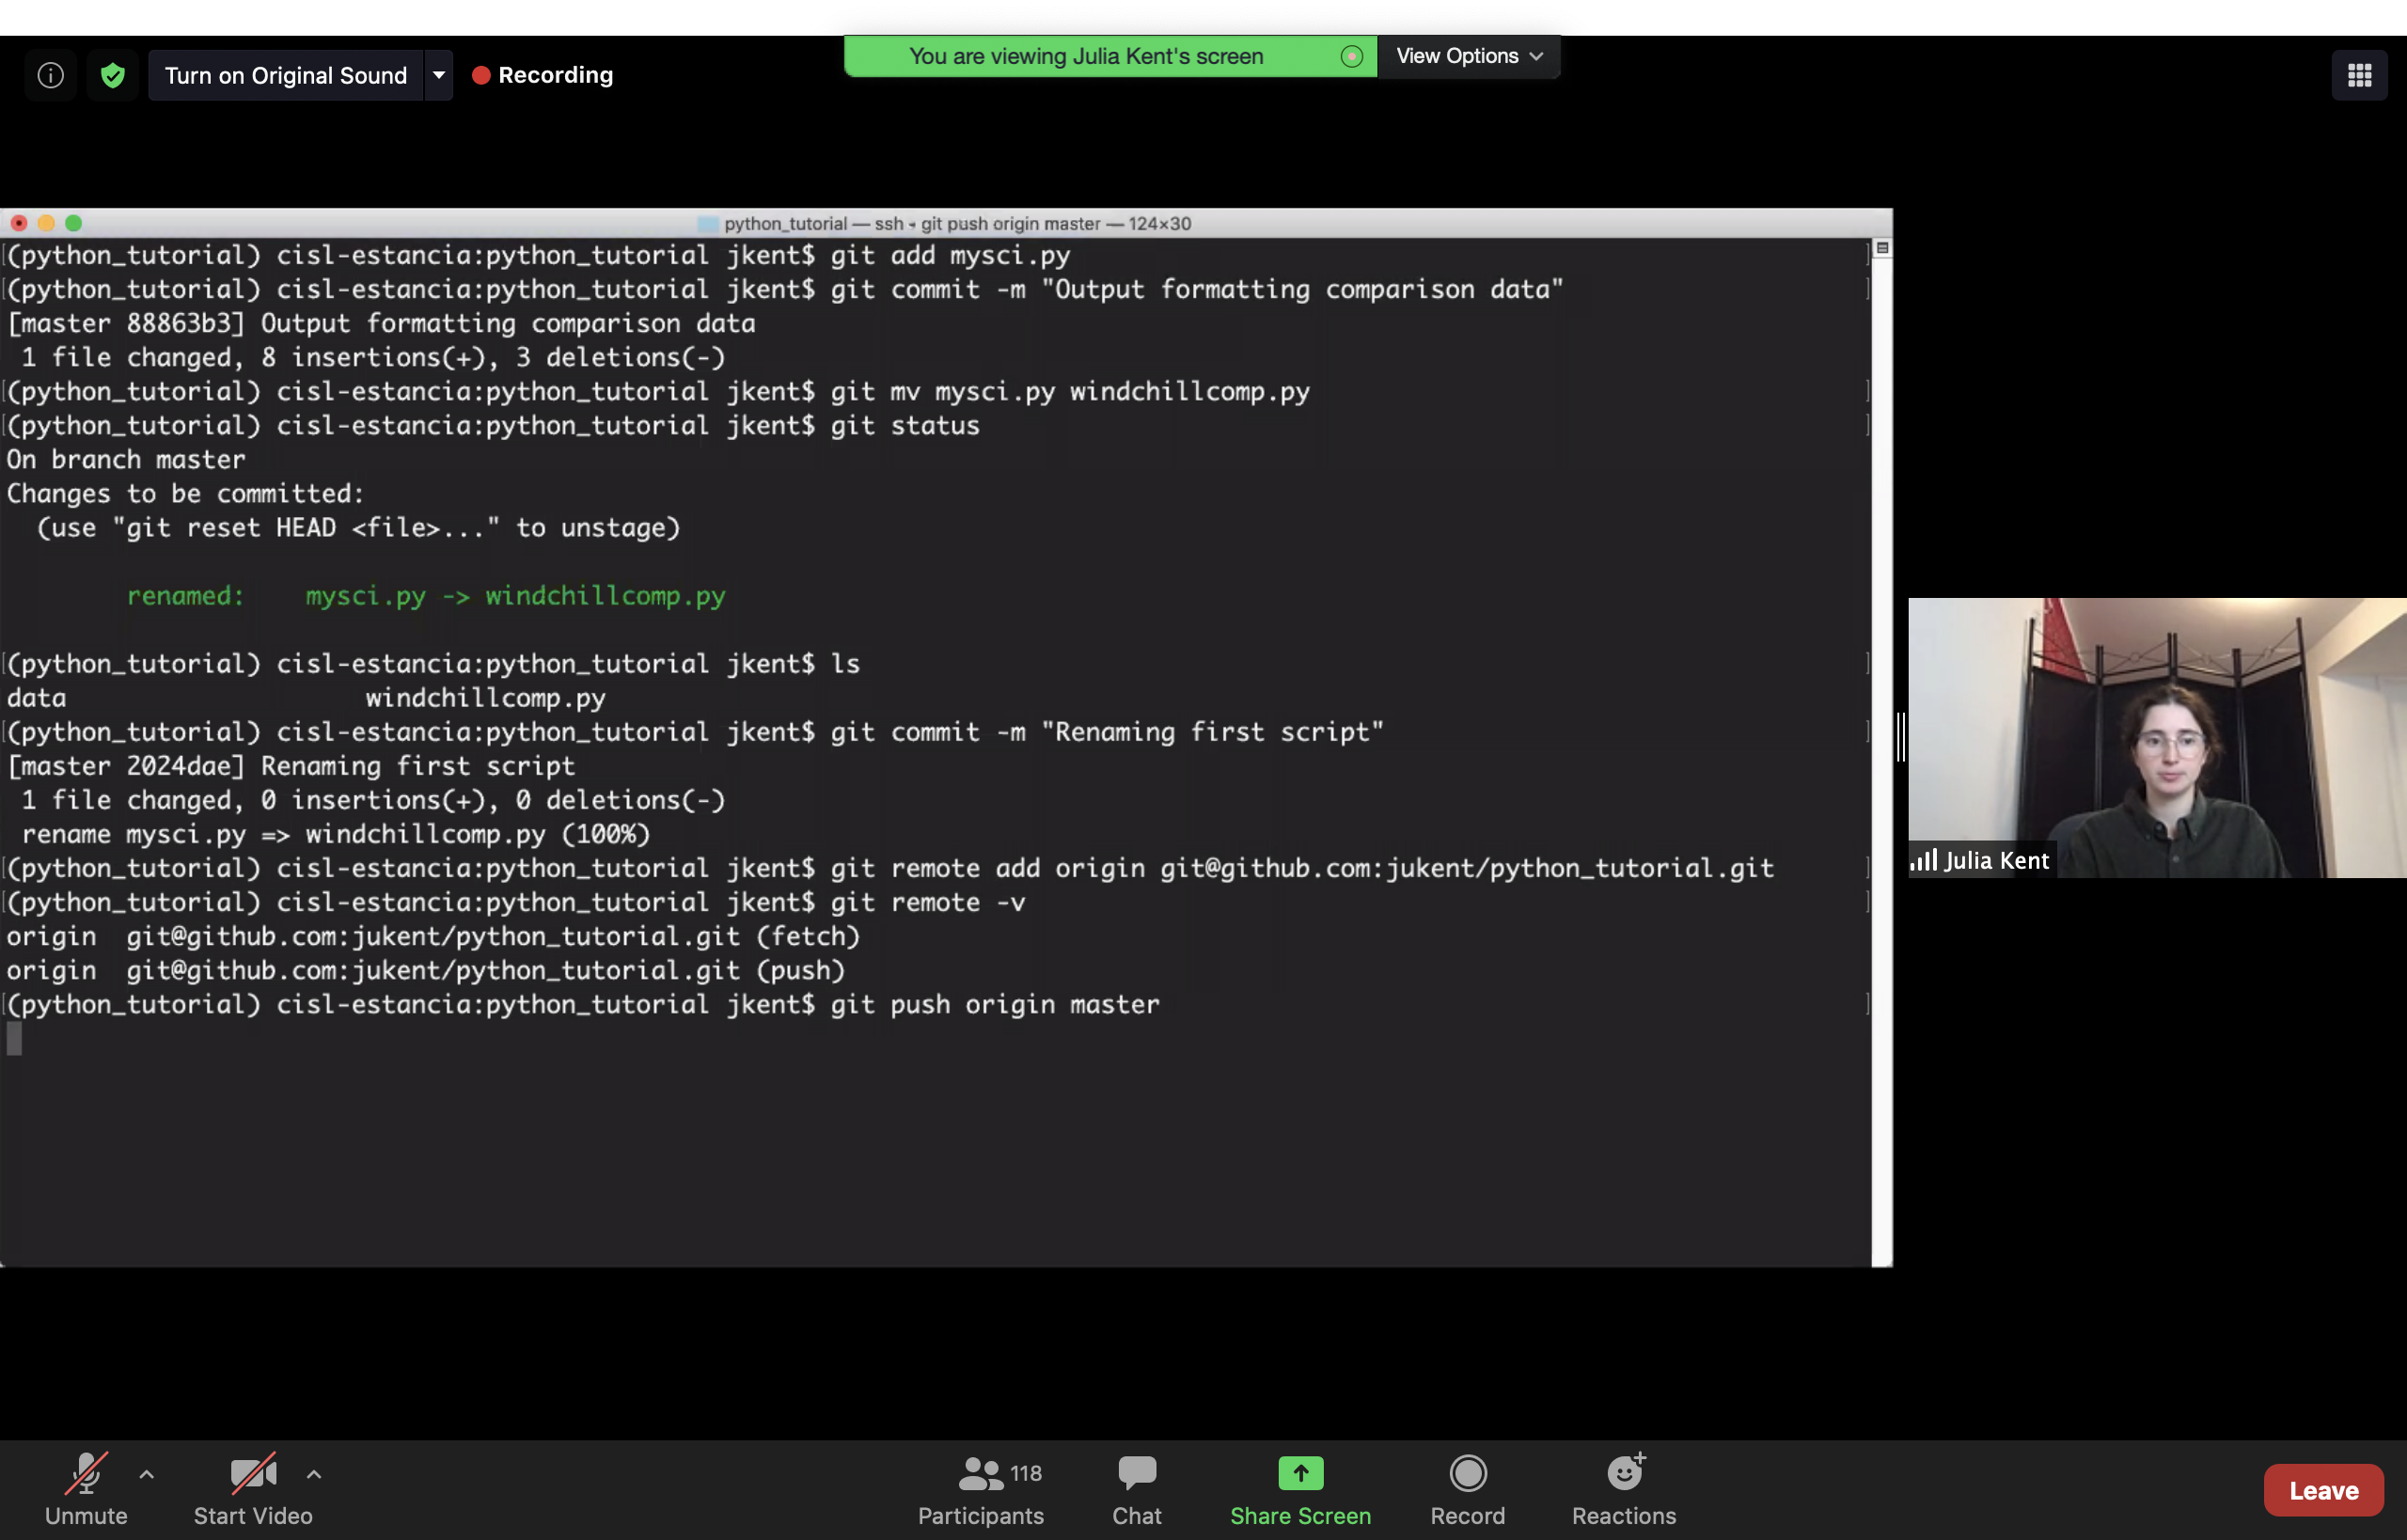 You are viewing Julia Kent's screen
View Options
Turn on Original Sound
Recording
python_tutorial — ssh ◂ git push origin master — 124×30
(python_tutorial) cisl-estancia:python_tutorial jkent$ git add mysci.py
(python_tutorial) cisl-estancia:python_tutorial jkent$ git commit -m "Output formatting comparison data"
[master 88863b3] Output formatting comparison data
 1 file changed, 8 insertions(+), 3 deletions(-)
(python_tutorial) cisl-estancia:python_tutorial jkent$ git mv mysci.py windchillcomp.py
(python_tutorial) cisl-estancia:python_tutorial jkent$ git status
On branch master
Changes to be committed:
  (use "git reset HEAD <file>..." to unstage)
renamed:    mysci.py -> windchillcomp.py
(python_tutorial) cisl-estancia:python_tutorial jkent$ ls
data                    windchillcomp.py
(python_tutorial) cisl-estancia:python_tutorial jkent$ git commit -m "Renaming first script"
[master 2024dae] Renaming first script
 1 file changed, 0 insertions(+), 0 deletions(-)
 rename mysci.py => windchillcomp.py (100%)
(python_tutorial) cisl-estancia:python_tutorial jkent$ git remote add origin git@github.com:jukent/python_tutorial.git
(python_tutorial) cisl-estancia:python_tutorial jkent$ git remote -v
origin  git@github.com:jukent/python_tutorial.git (fetch)
origin  git@github.com:jukent/python_tutorial.git (push)
(python_tutorial) cisl-estancia:python_tutorial jkent$ git push origin master
Julia Kent
Unmute
Start Video
118
Participants
Chat
Share Screen
Record
Reactions
Leave